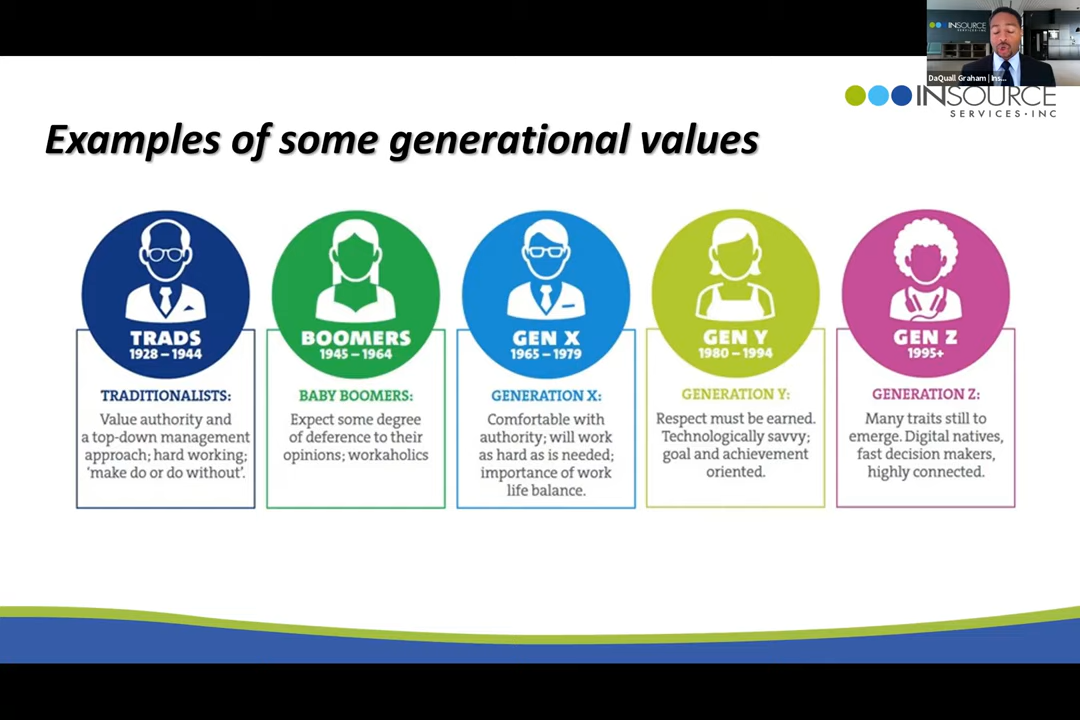 INSOURCE
SERVICES·INC
DaQuall Graham | Ins...
INSOURCE
SERVICES·INC
Examples of some generational values
TRADS
1928 – 1944
TRADITIONALISTS:
Value authority and
a top-down management
approach; hard working;
‘make do or do without’.
BOOMERS
1945 – 1964
BABY BOOMERS:
Expect some degree
of deference to their
opinions; workaholics
GEN X
1965 – 1979
GENERATION X:
Comfortable with
authority; will work
as hard as is needed;
importance of work
life balance.
GEN Y
1980 – 1994
GENERATION Y:
Respect must be earned.
Technologically savvy;
goal and achievement
oriented.
GEN Z
1995+
GENERATION Z:
Many traits still to
emerge. Digital natives,
fast decision makers,
highly connected.